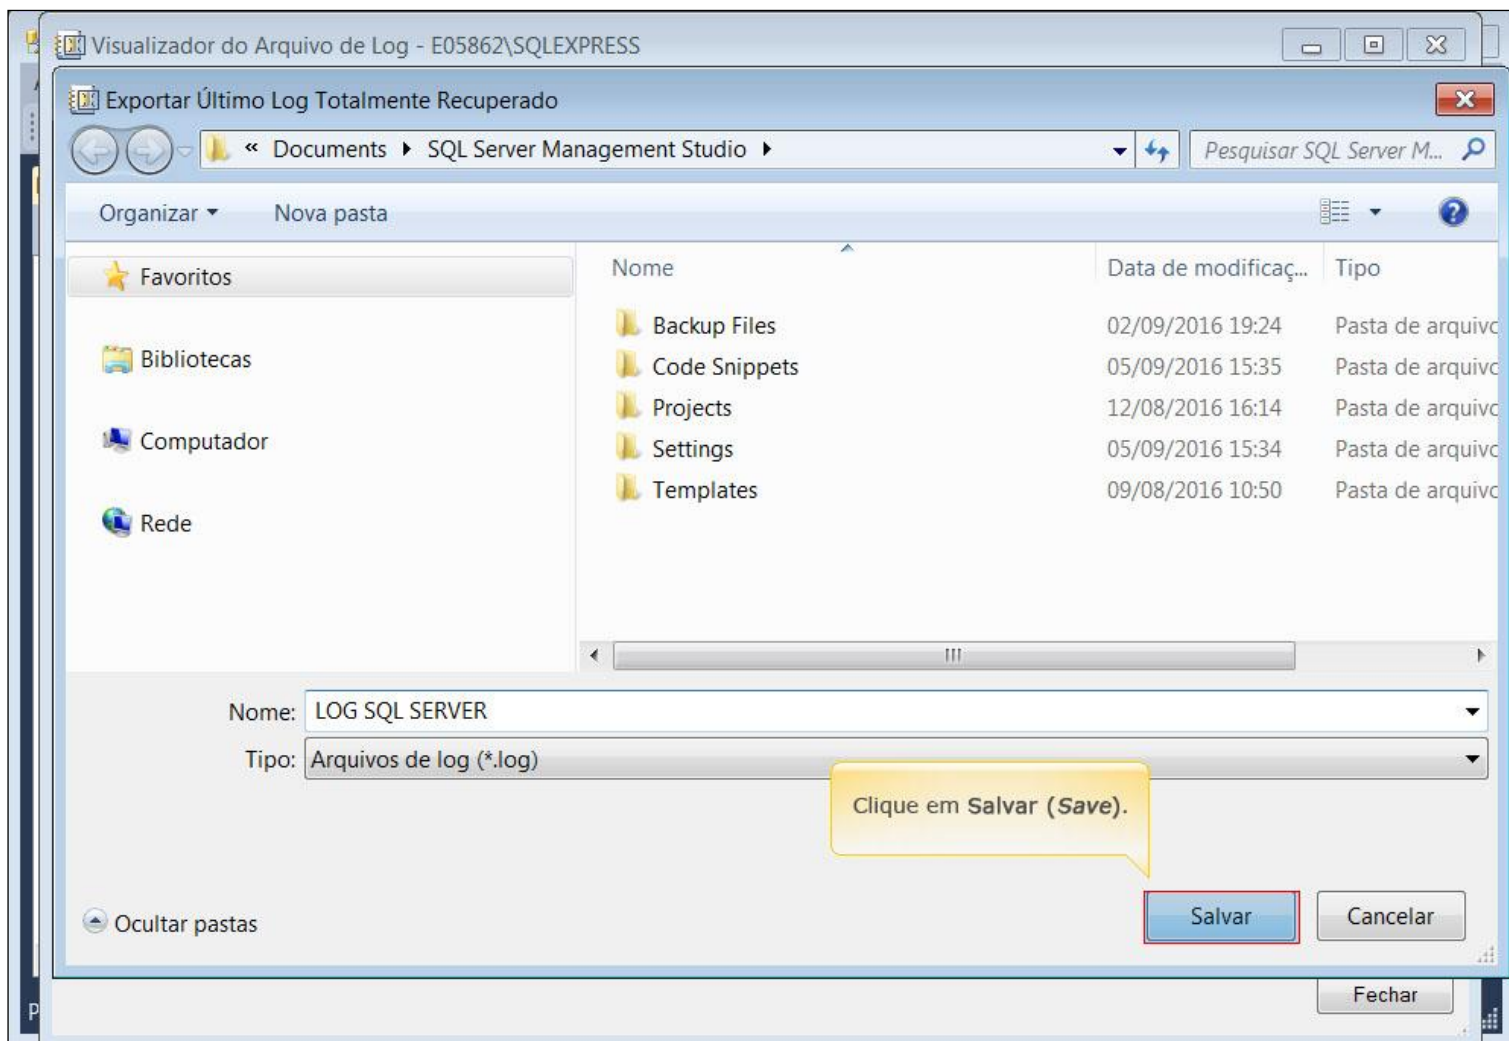 Visualizador do Arquivo de Log - E05862\SQLEXPRESS
Exportar Último Log Totalmente Recuperado
« Documents SQL Server Management Studio
Pesquisar SQL Server M...
Organizar Nova pasta
Favoritos
Bibliotecas
Computador
Rede
Nome Data de modificaç... Tipo
Backup Files 02/09/2016 19:24 Pasta de arquivo
Code Snippets 05/09/2016 15:35 Pasta de arquivo
Projects 12/08/2016 16:14 Pasta de arquivo
Settings 05/09/2016 15:34 Pasta de arquivo
Templates 09/08/2016 10:50 Pasta de arquivo
Nome: LOG SQL SERVER
Tipo: Arquivos de log (*.log)
Clique em Salvar (Save).
Ocultar pastas
Salvar
Cancelar
Fechar